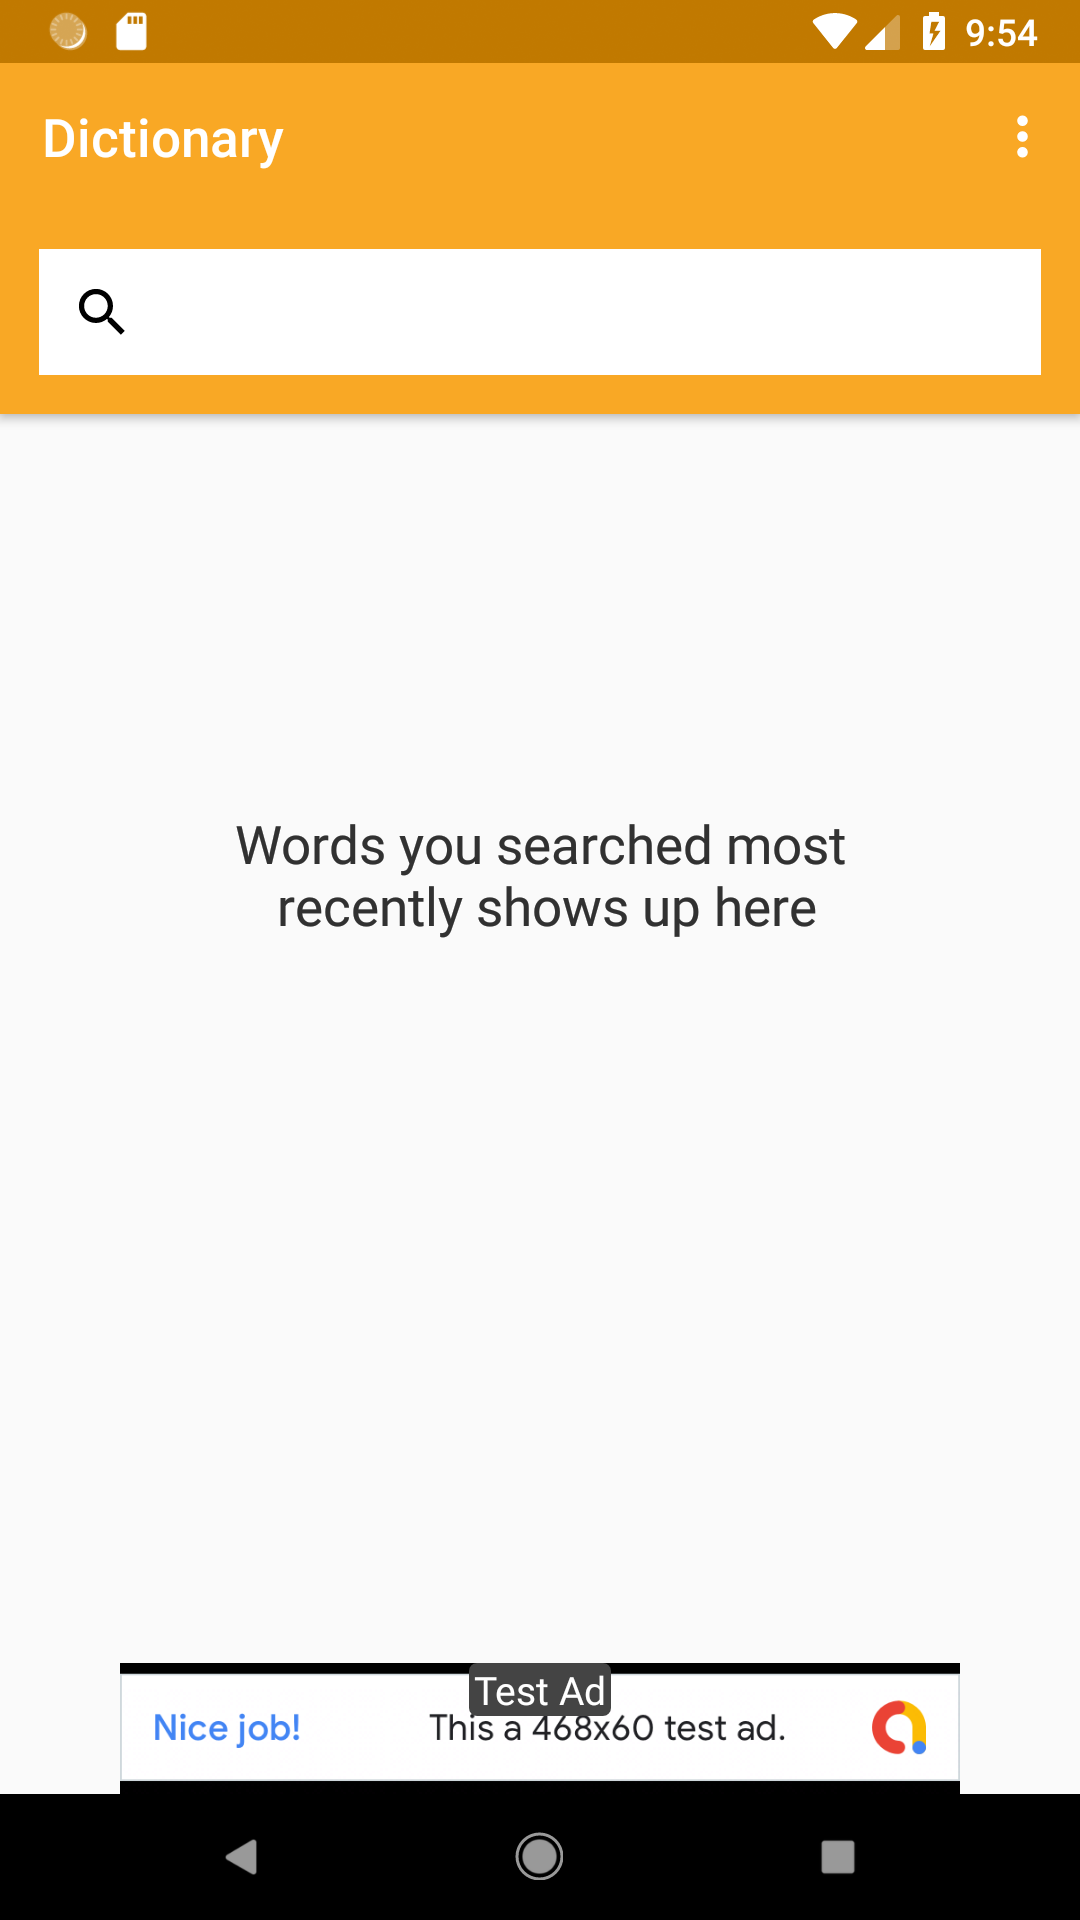 9:54
Dictionary
Words you searched most
recently shows up here
Test Ad
Nice job!
This a 468x60 test ad.